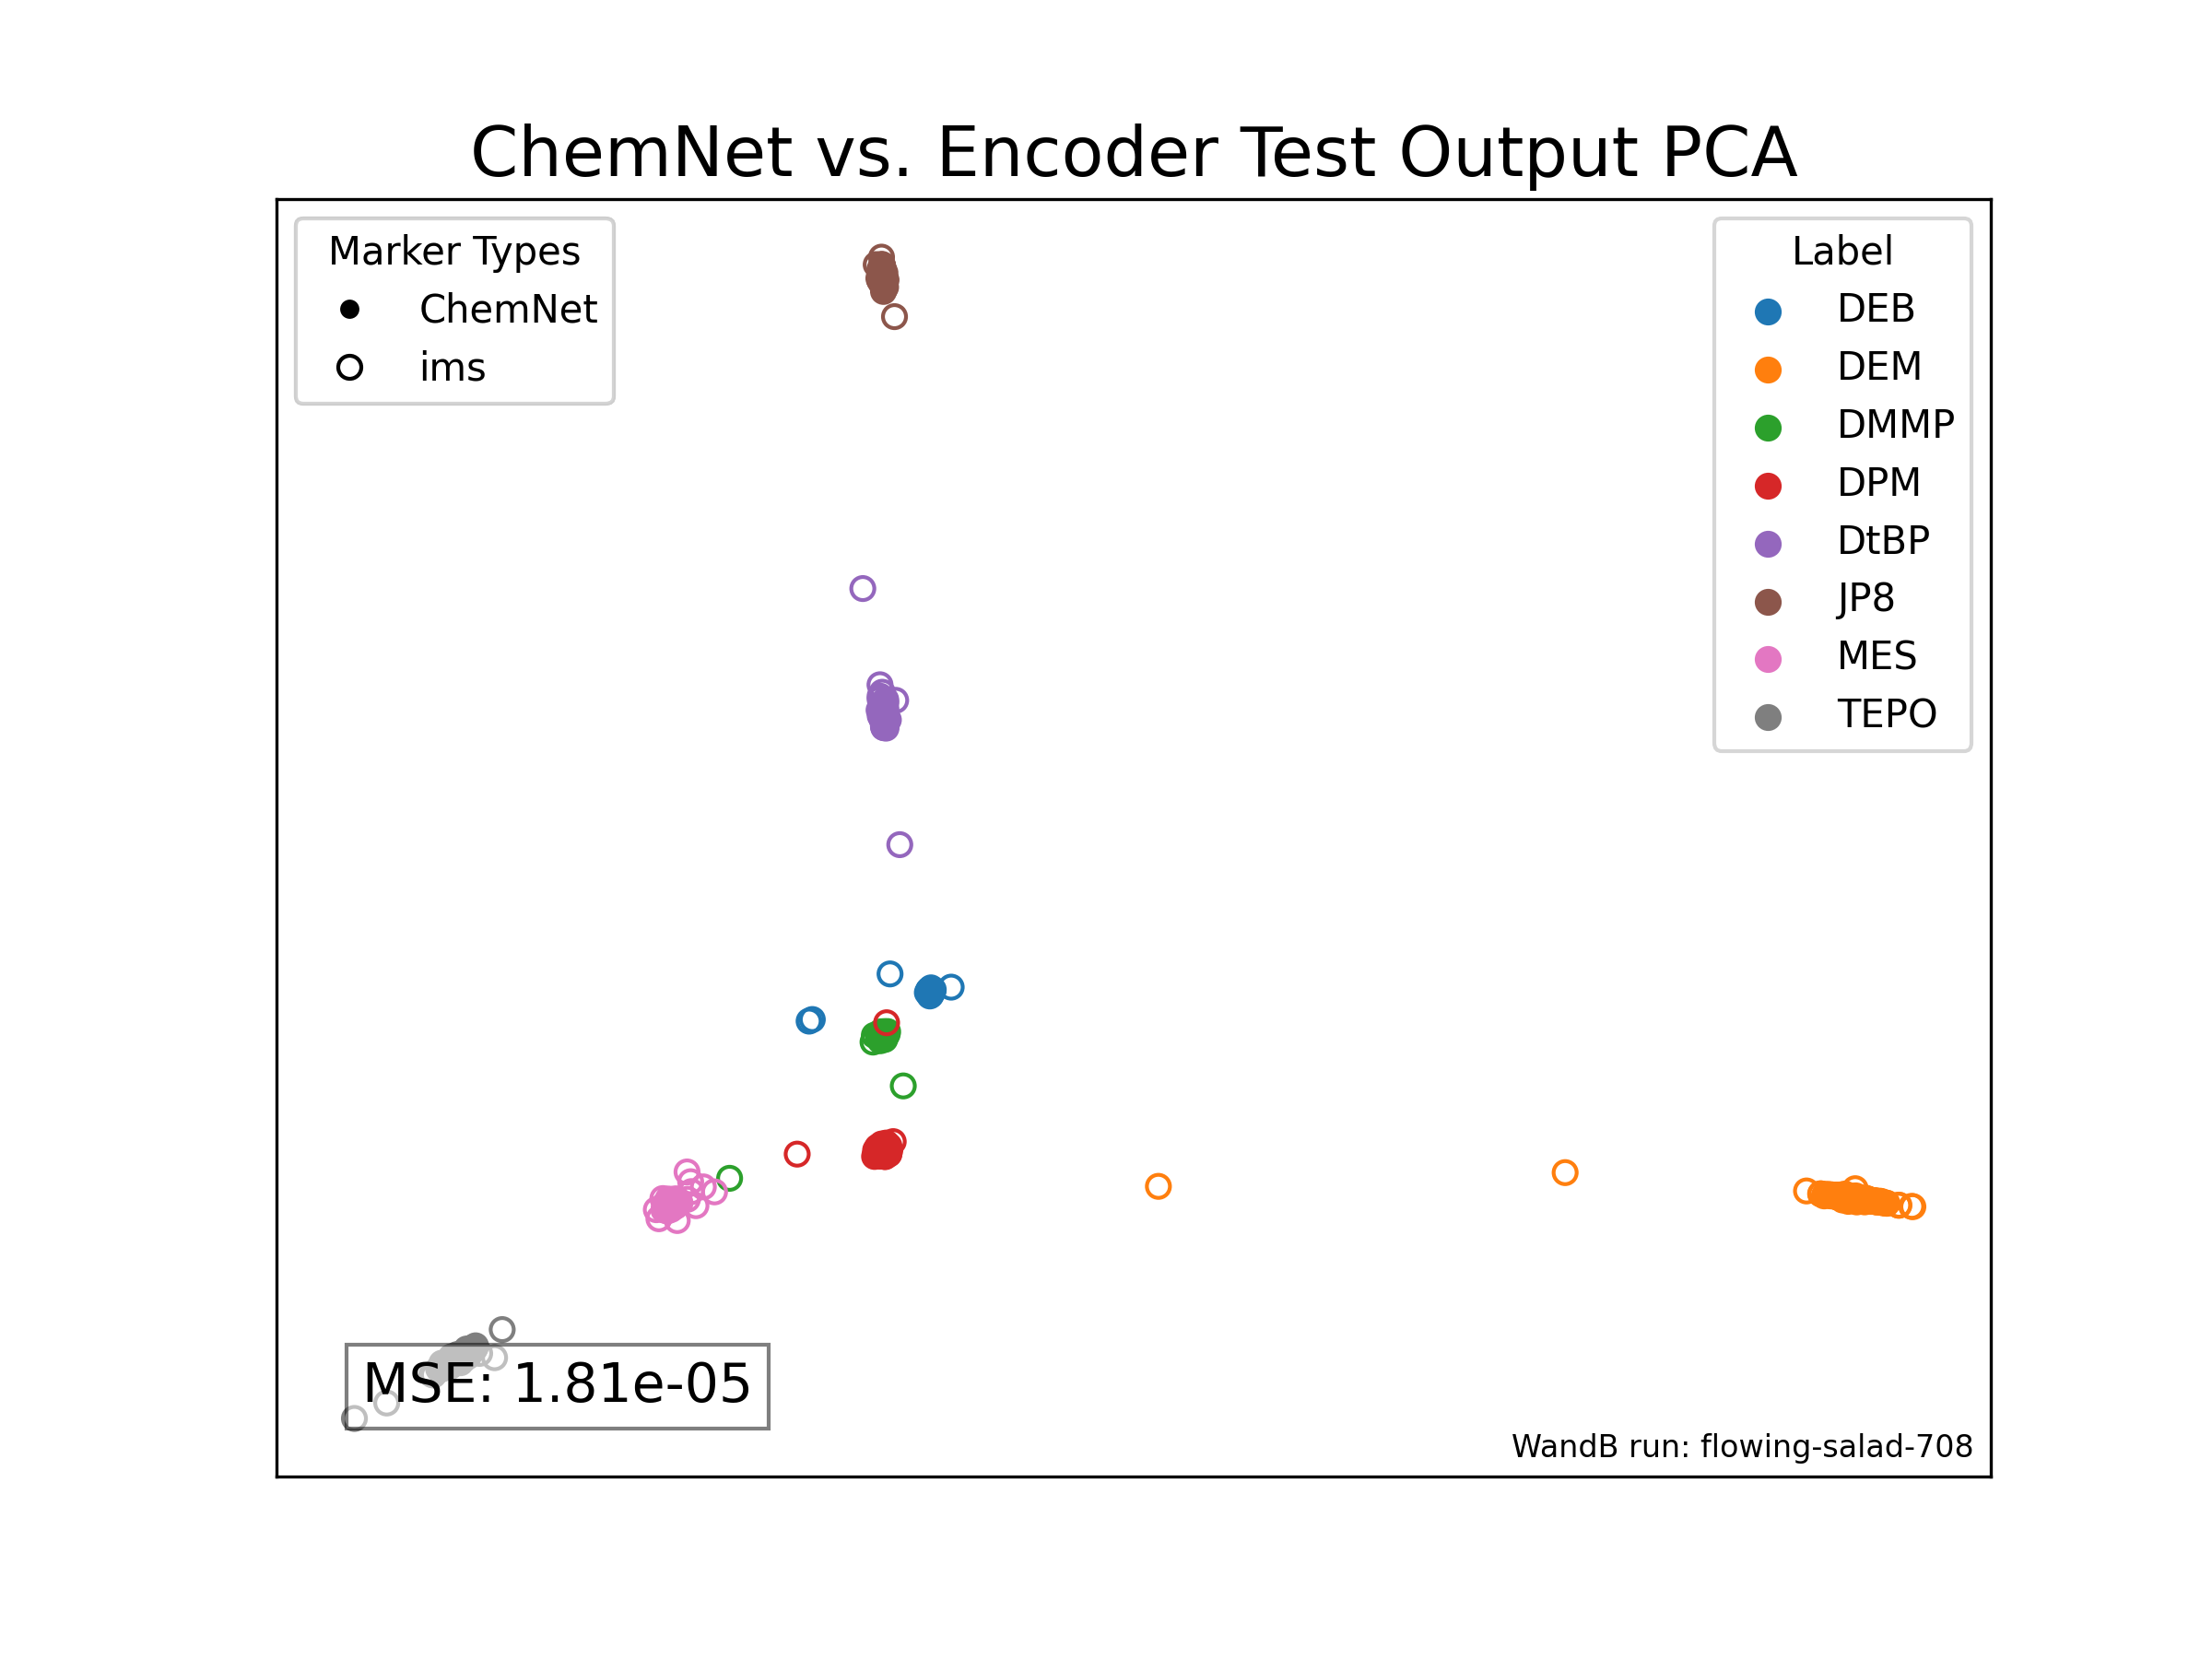 ChemNet vs. Encoder Test Output PCA
Marker Types
ChemNet
ims
Label
DEB
DEM
DMMP
DPM
DtBP
JP8
MES
TEPO
MSE: 1.81e-05
WandB run: flowing-salad-708